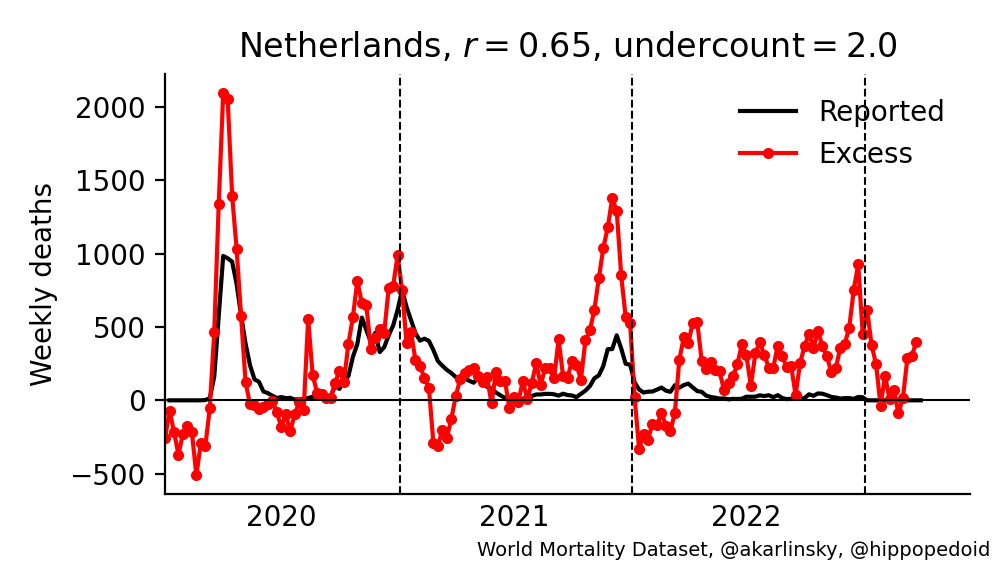 Netherlands, r = 0.65, undercount = 2.0
Reported
Excess
Weekly deaths
2000
1500
1000
500
0
−500
2020 2021 2022
World Mortality Dataset, @akarlinsky, @hippopedoid